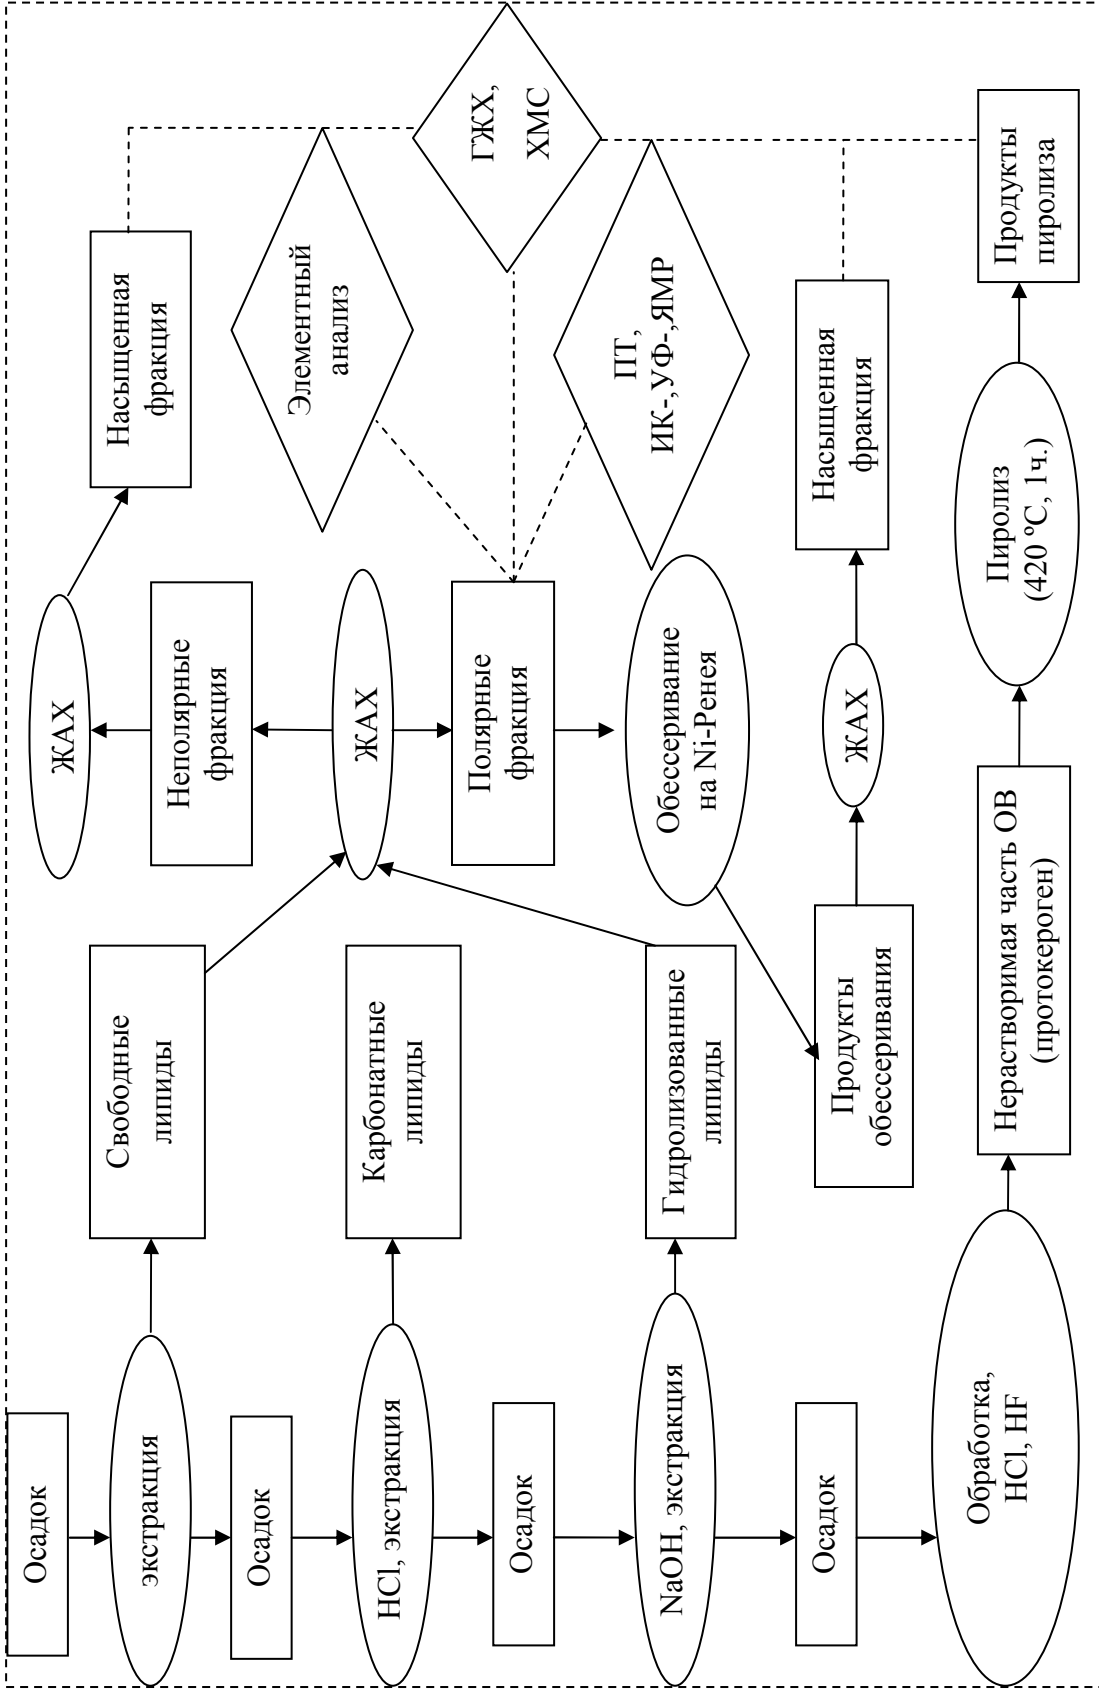 Осадок
экстракция
Осадок
HCl, экстракция
Осадок
NaOH, экстракция
Осадок
Обработка,
HCl, HF
Свободные
липиды
Карбонатные
липиды
Гидролизованные
липиды
Продукты
обессеривания
Нерастворимая часть ОВ
(протокероген)
ЖАХ
Неполярные
фракция
ЖАХ
Полярные
фракция
Обессеривание
на Ni-Ренея
ЖАХ
Пиролиз
(420 ºС, 1ч.)
Насыщенная
фракция
Элементный
анализ
ГЖХ,
ХМС
ПТ,
ИК-,УФ-,ЯМР
Насыщенная
фракция
Продукты
пиролиза